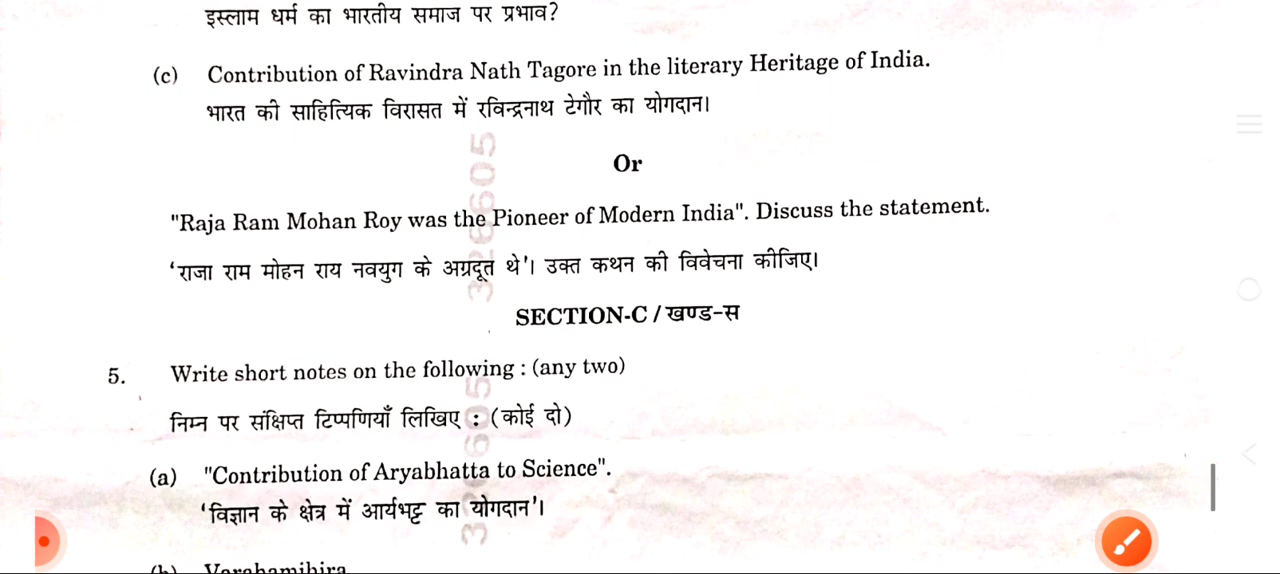 इस्लाम धर्म का भारतीय समाज पर प्रभाव?
(c) Contribution of Ravindra Nath Tagore in the literary Heritage of India.
भारत की साहित्यिक विरासत में रविन्द्रनाथ टेगौर का योगदान।
Or
"Raja Ram Mohan Roy was the Pioneer of Modern India". Discuss the statement.
‘राजा राम मोहन राय नवयुग के अग्रदूत थे’। उक्त कथन की विवेचना कीजिए।
SECTION-C / खण्ड-स
5. Write short notes on the following : (any two)
निम्न पर संक्षिप्त टिप्पणियाँ लिखिए : (कोई दो)
(a) "Contribution of Aryabhatta to Science".
‘विज्ञान के क्षेत्र में आर्यभट्ट का योगदान’।
(b) Varahamihira
326605
326605